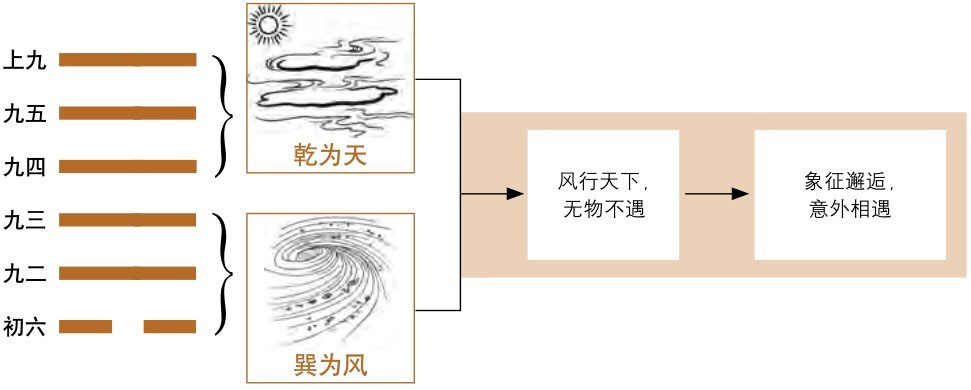 上九
九五
九四
九三
九二
初六
乾为天
巽为风
风行天下，
无物不遇
象征邂逅，
意外相遇